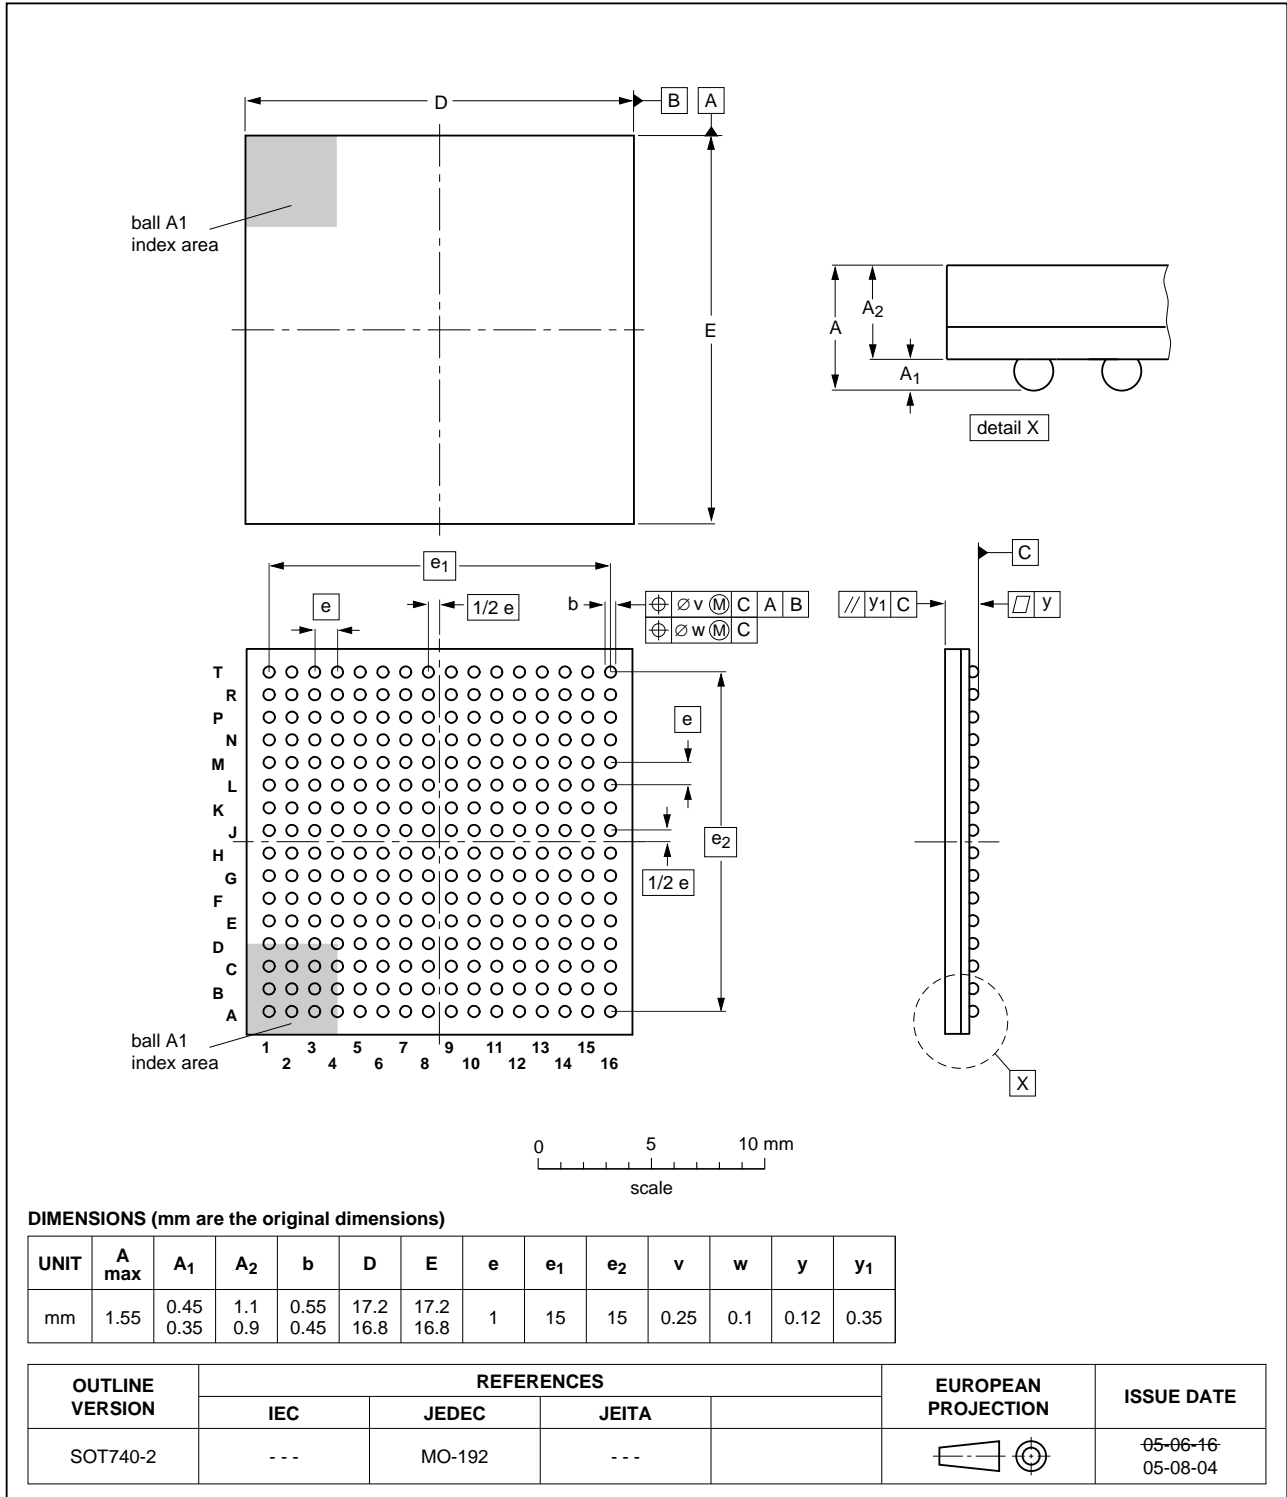 D
B A
ball A1
index area
E
A
A2
A1
detail X
e1
e
1/2 e
b
⌖ ∅ v Ⓜ C A B
⌖ ∅ w Ⓜ C
C
// y1 C
▱ y
T
R
P
N
M
L
K
J
H
G
F
E
D
C
B
A
e
e2
1/2 e
ball A1
index area
1 3 5 7 9 11 13 15
2 4 6 8 10 12 14 16
X
0 5 10 mm
scale
DIMENSIONS (mm are the original dimensions)
UNIT A max A1 A2 b D E e e1 e2 v w y y1
mm 1.55 0.45 0.35 1.1 0.9 0.55 0.45 17.2 16.8 17.2 16.8 1 15 15 0.25 0.1 0.12 0.35
OUTLINE VERSION REFERENCES EUROPEAN PROJECTION ISSUE DATE
IEC JEDEC JEITA
SOT740-2 - - - MO-192 - - - 05-06-16
05-08-04